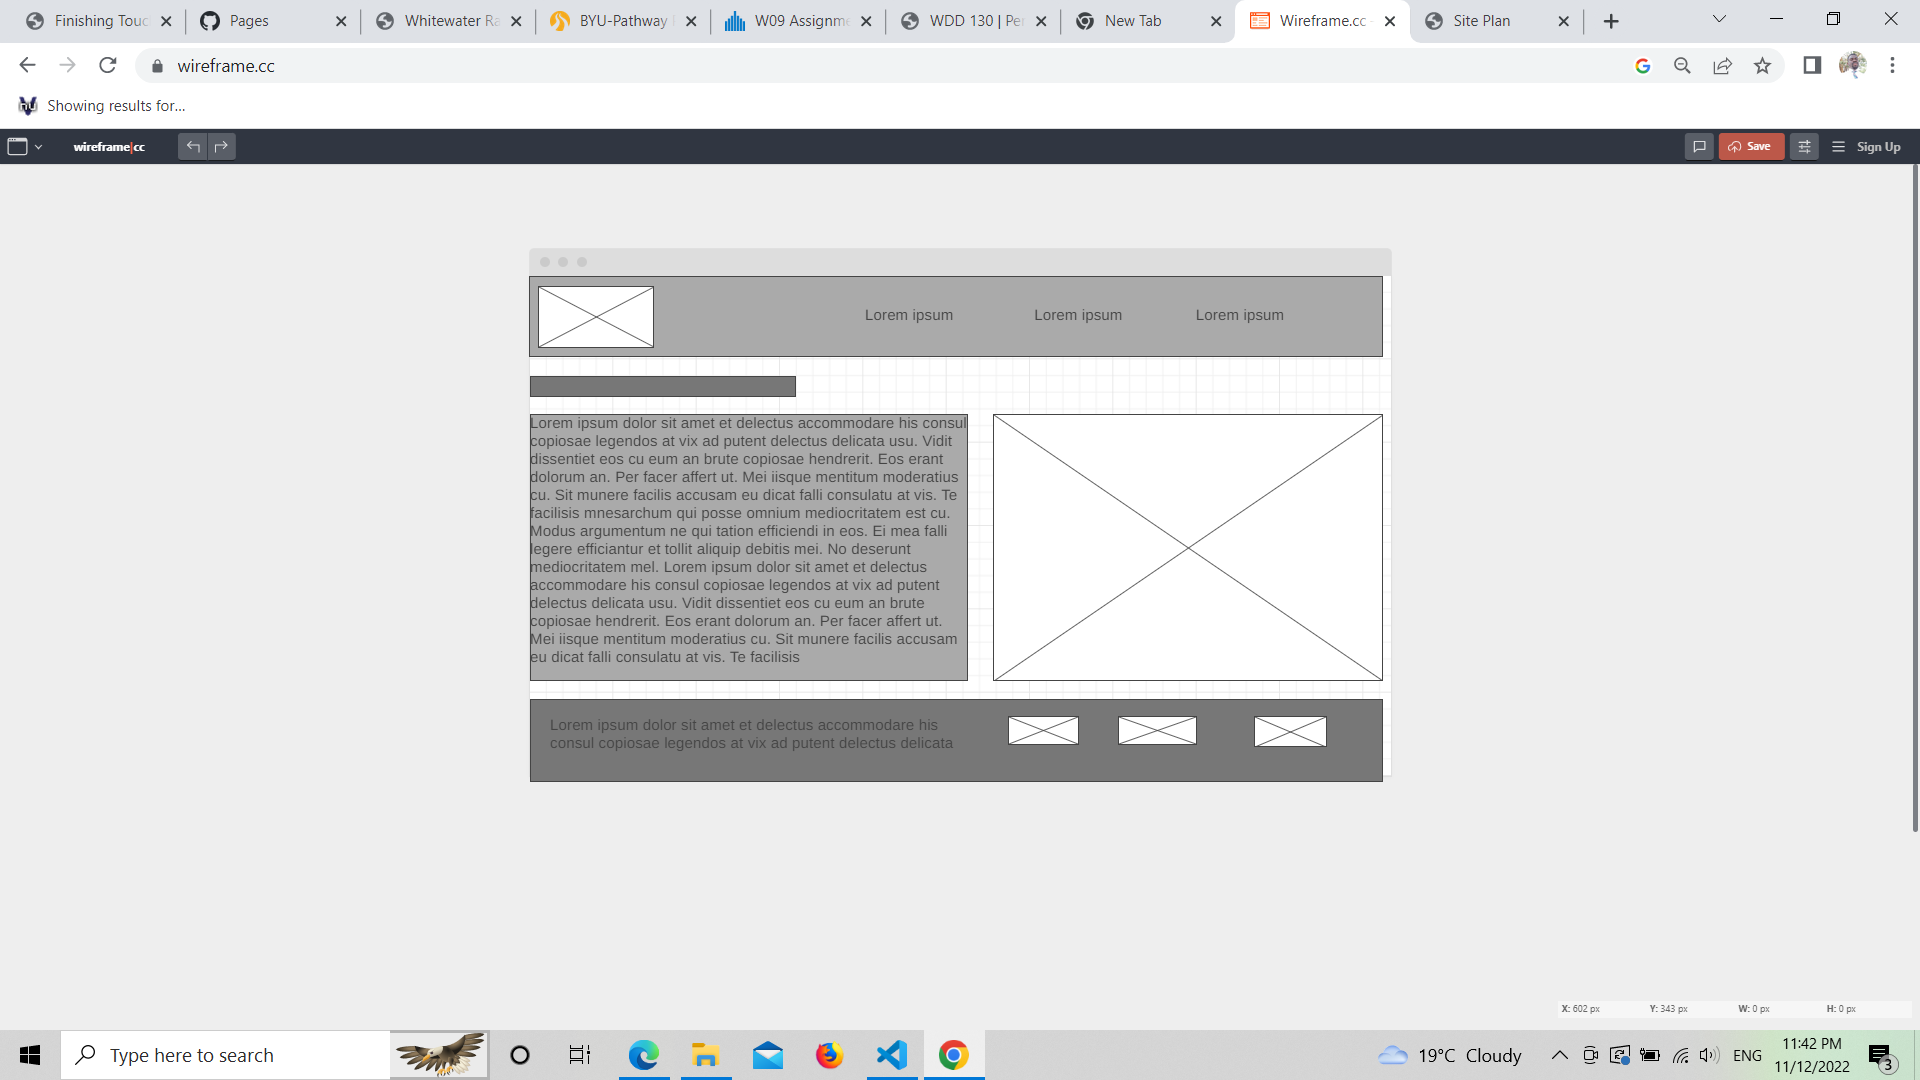 Finishing Touc
Pages
Whitewater Ra
BYU-Pathway
W09 Assignme
WDD 130 | Pe
New Tab
Wireframe.cc
Site Plan
wireframe.cc
Showing results for...
wireframe|cc
Save
Sign Up
Lorem ipsum
Lorem ipsum
Lorem ipsum
Lorem ipsum dolor sit amet et delectus accommodare his consul
copiosae legendos at vix ad putent delectus delicata usu. Vidit
dissentiet eos cu eum an brute copiosae hendrerit. Eos erant
dolorum an. Per facer affert ut. Mei iisque mentitum moderatius
cu. Sit munere facilis accusam eu dicat falli consulatu at vis. Te
facilisis mnesarchum qui posse omnium mediocritatem est cu.
Modus argumentum ne qui tation efficiendi in eos. Ei mea falli
legere efficiantur et tollit aliquip debitis mei. No deserunt
mediocritatem mel. Lorem ipsum dolor sit amet et delectus
accommodare his consul copiosae legendos at vix ad putent
delectus delicata usu. Vidit dissentiet eos cu eum an brute
copiosae hendrerit. Eos erant dolorum an. Per facer affert ut.
Mei iisque mentitum moderatius cu. Sit munere facilis accusam
eu dicat falli consulatu at vis. Te facilisis
Lorem ipsum dolor sit amet et delectus accommodare his
consul copiosae legendos at vix ad putent delectus delicata
X: 602 px Y: 343 px W: 0 px H: 0 px
Type here to search
19°C Cloudy
ENG
11:42 PM
11/12/2022
3